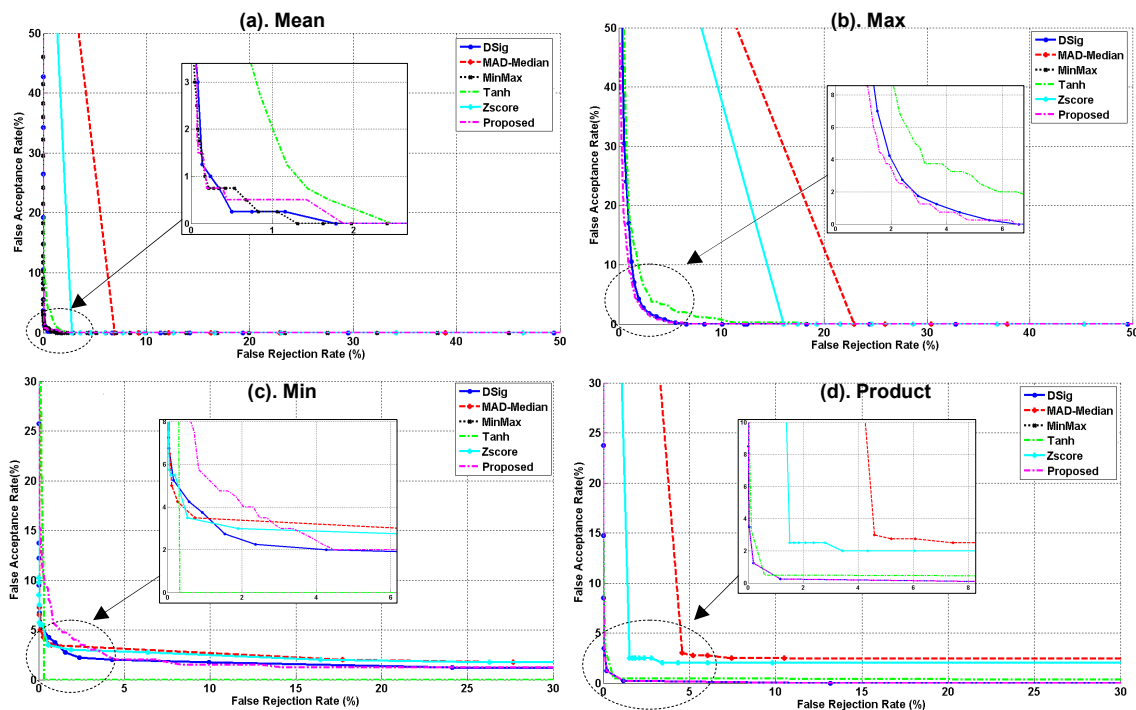 (a). Mean
50
40
30
20
10
0
0
10
20
30
40
50
False Acceptance Rate(%)
False Rejection Rate (%)
DSig
MAD-Median
MinMax
Tanh
Zscore
Proposed
3
2
1
0
0
1
2
(b). Max
50
40
30
20
10
0
0
10
20
30
40
50
False Acceptance Rate(%)
False Rejection Rate (%)
DSig
MAD-Median
MinMax
Tanh
Zscore
Proposed
8
6
4
2
0
0
2
4
6
(c). Min
30
25
20
15
10
5
0
0
5
10
15
20
25
30
False Acceptance Rate(%)
False Rejection Rate (%)
DSig
MAD-Median
MinMax
Tanh
Zscore
Proposed
8
6
4
2
0
0
2
4
6
(d). Product
30
25
20
15
10
5
0
0
5
10
15
20
25
30
False Acceptance Rate(%)
False Rejection Rate (%)
DSig
MAD-Median
MinMax
Tanh
Zscore
Proposed
10
8
6
4
2
0
0
2
4
6
8